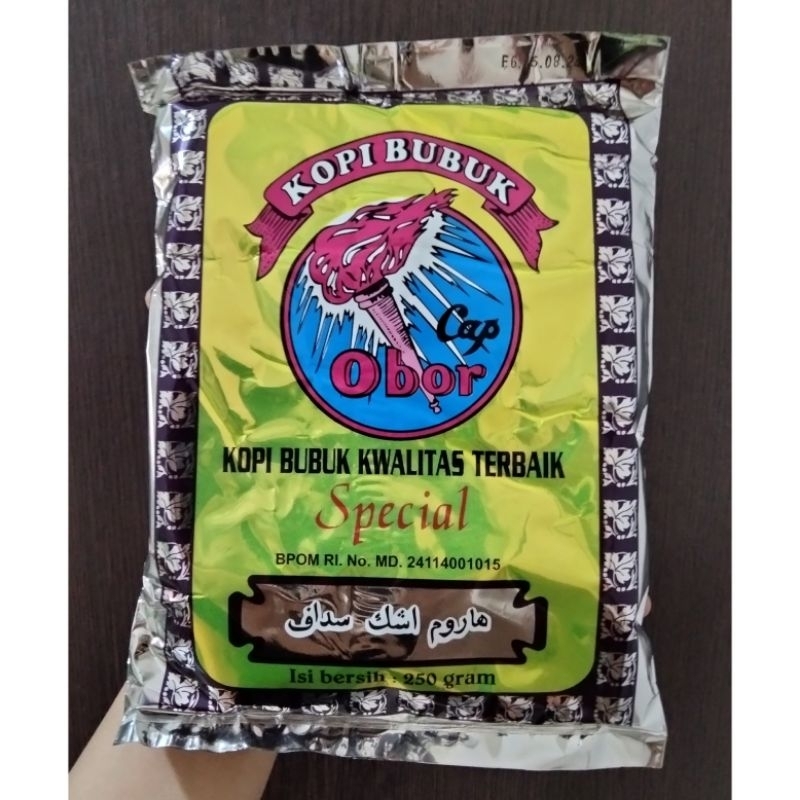 KOPI BUBUK
Cap
Obor
KOPI BUBUK KWALITAS TERBAIK
Special
BPOM RI. No. MD. 24114001015
هاروم اشك سداف
Isi bersih : 250 gram